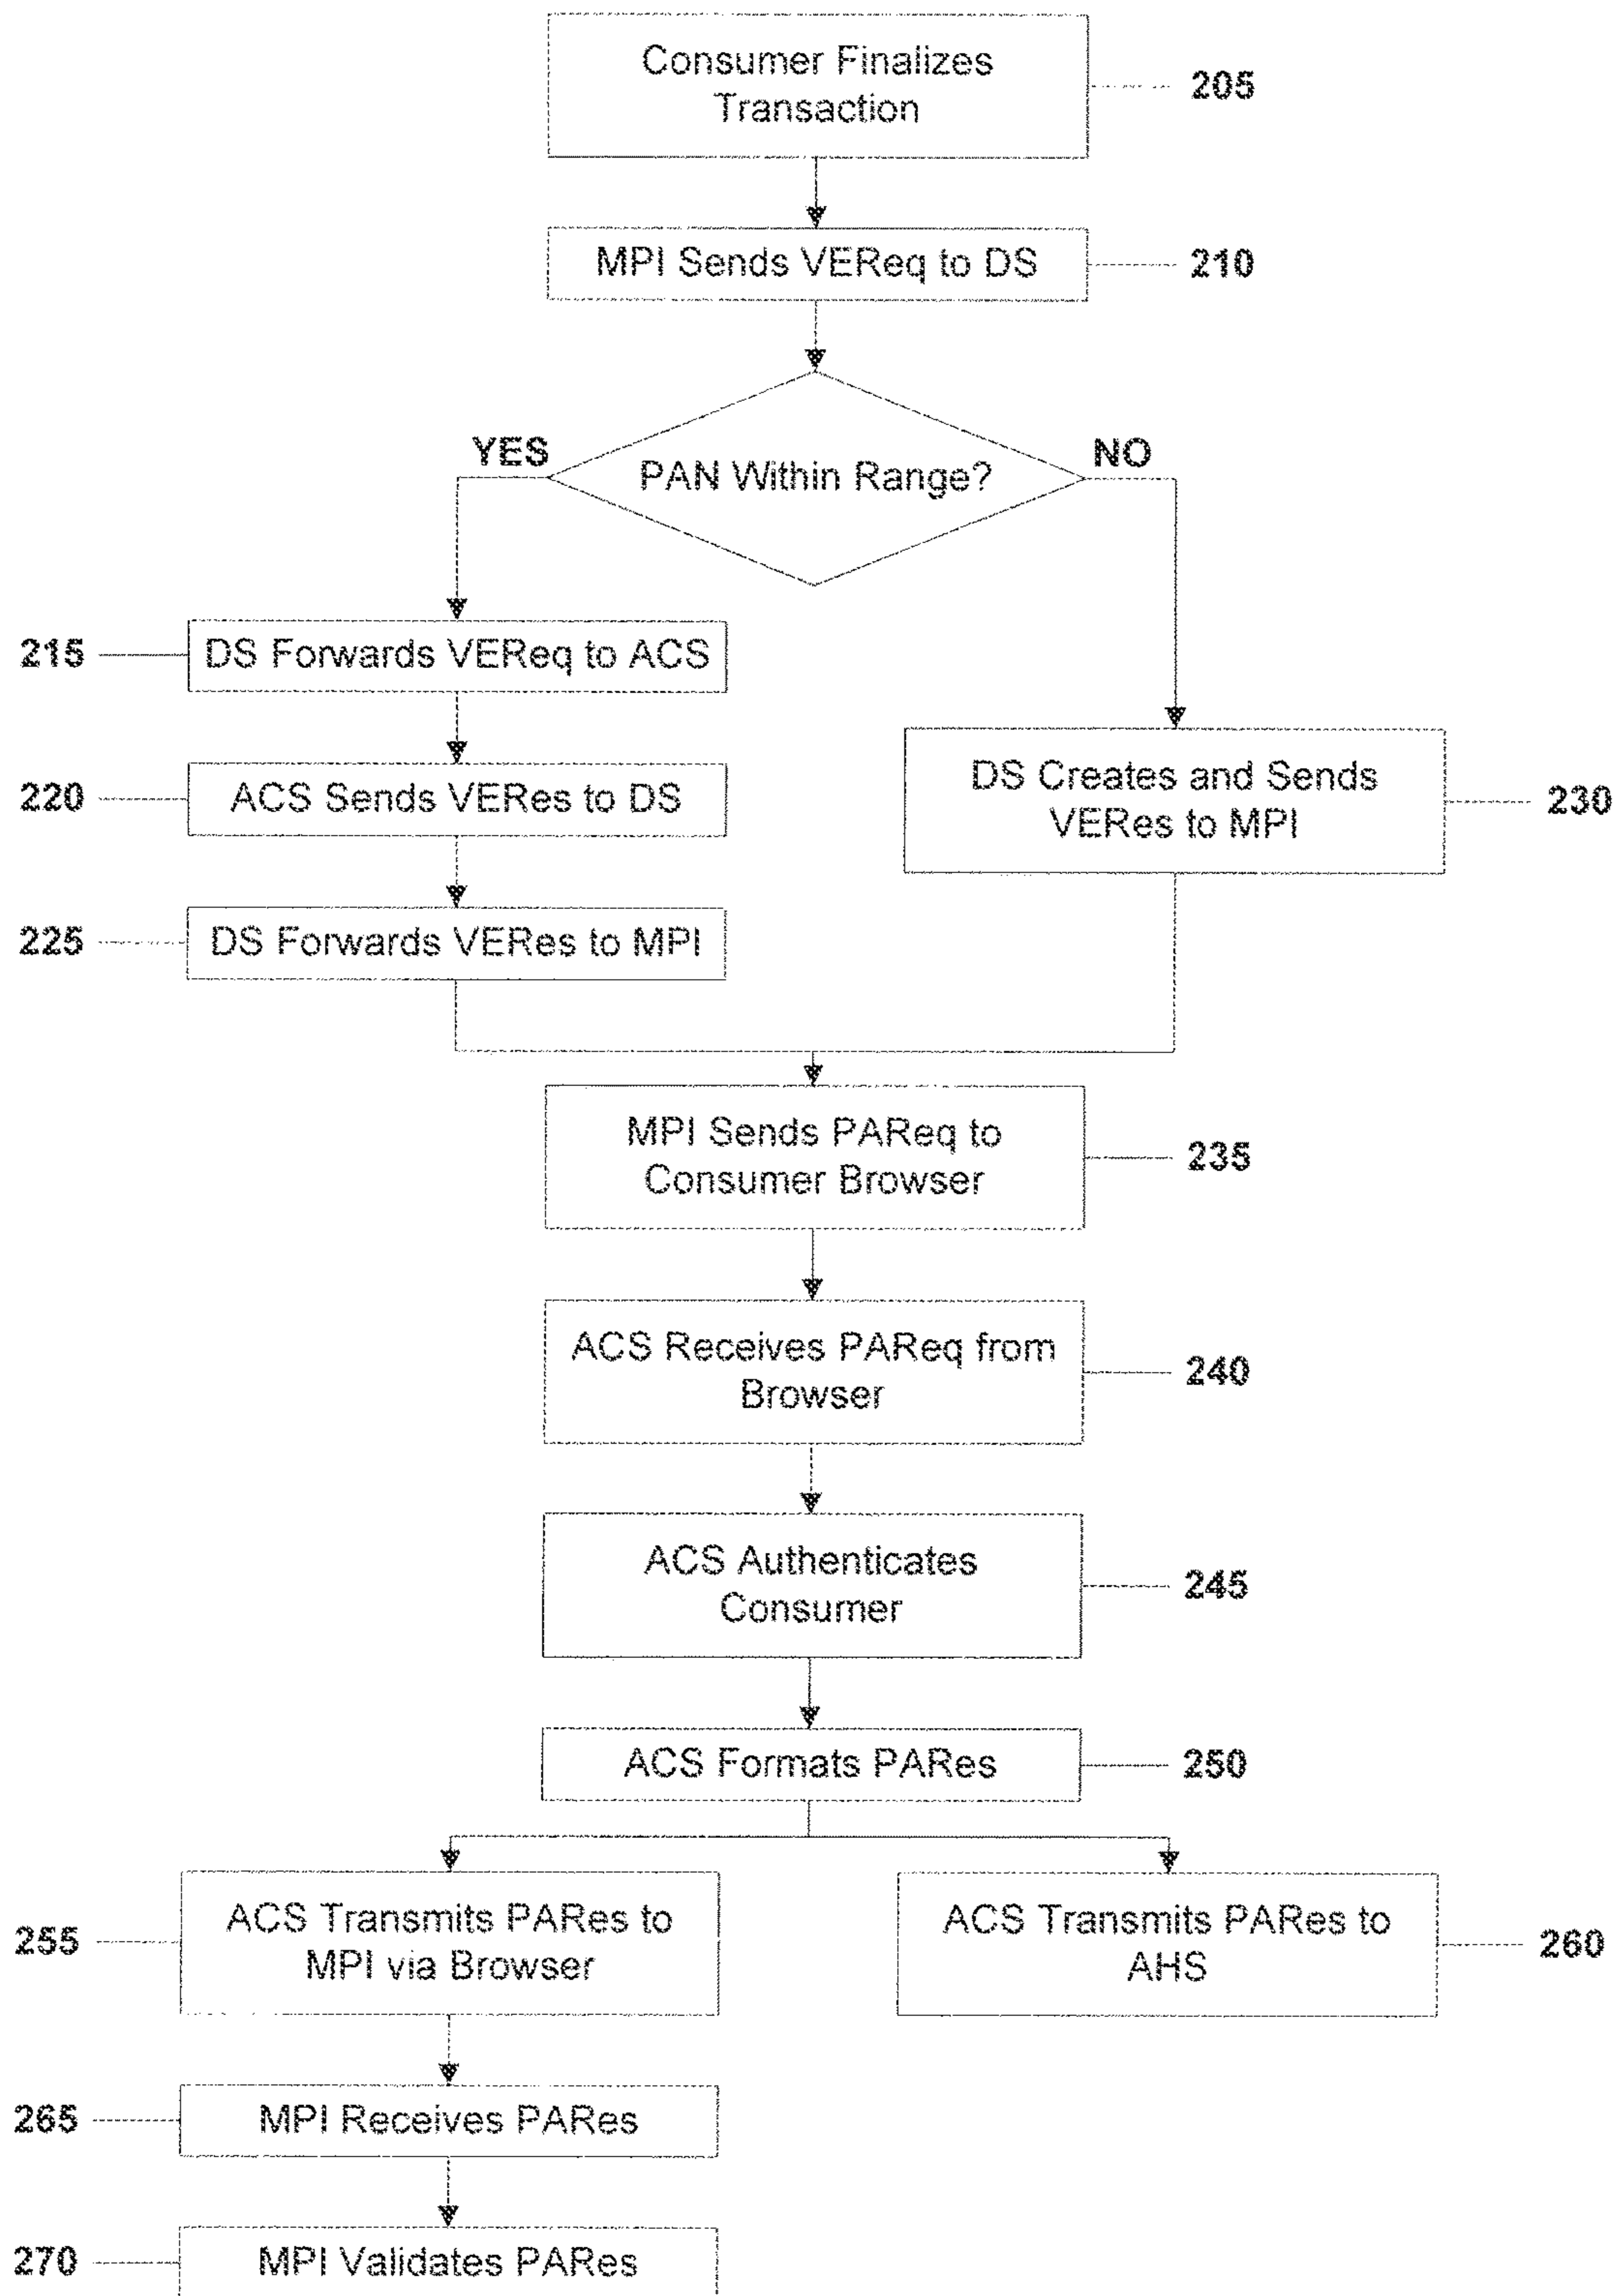 Consumer Finalizes
Transaction
205
MPI Sends VEReq to DS
210
YES
PAN Within Range?
NO
215
DS Forwards VEReq to ACS
220
ACS Sends VERes to DS
DS Creates and Sends
VERes to MPI
230
225
DS Forwards VERes to MPI
MPI Sends PAReq to
Consumer Browser
235
ACS Receives PAReq from
Browser
240
ACS Authenticates
Consumer
245
ACS Formats PARes
250
255
ACS Transmits PARes to
MPI via Browser
ACS Transmits PARes to
AHS
260
265
MPI Receives PARes
270
MPI Validates PARes